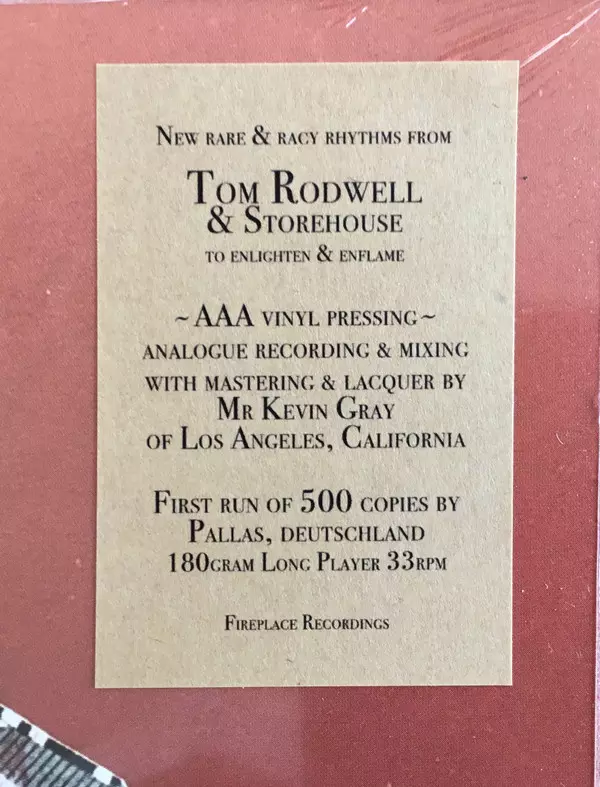 New rare & racy rhythms from
Tom Rodwell
& Storehouse
to enlighten & enflame
~AAA vinyl pressing~
analogue recording & mixing
with mastering & lacquer by
Mr Kevin Gray
of Los Angeles, California
First run of 500 copies by
Pallas, deutschland
180gram Long Player 33rpm
Fireplace Recordings